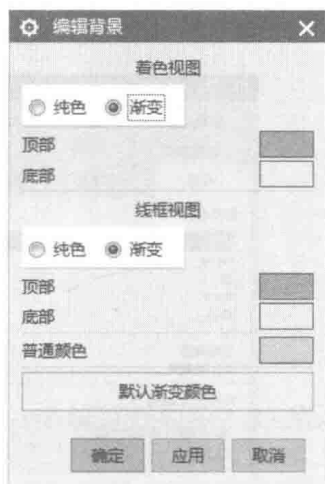 编辑背景
着色视图
纯色 渐变
顶部
底部
线框视图
纯色 渐变
顶部
底部
普通颜色
默认渐变颜色
确定 应用 取消